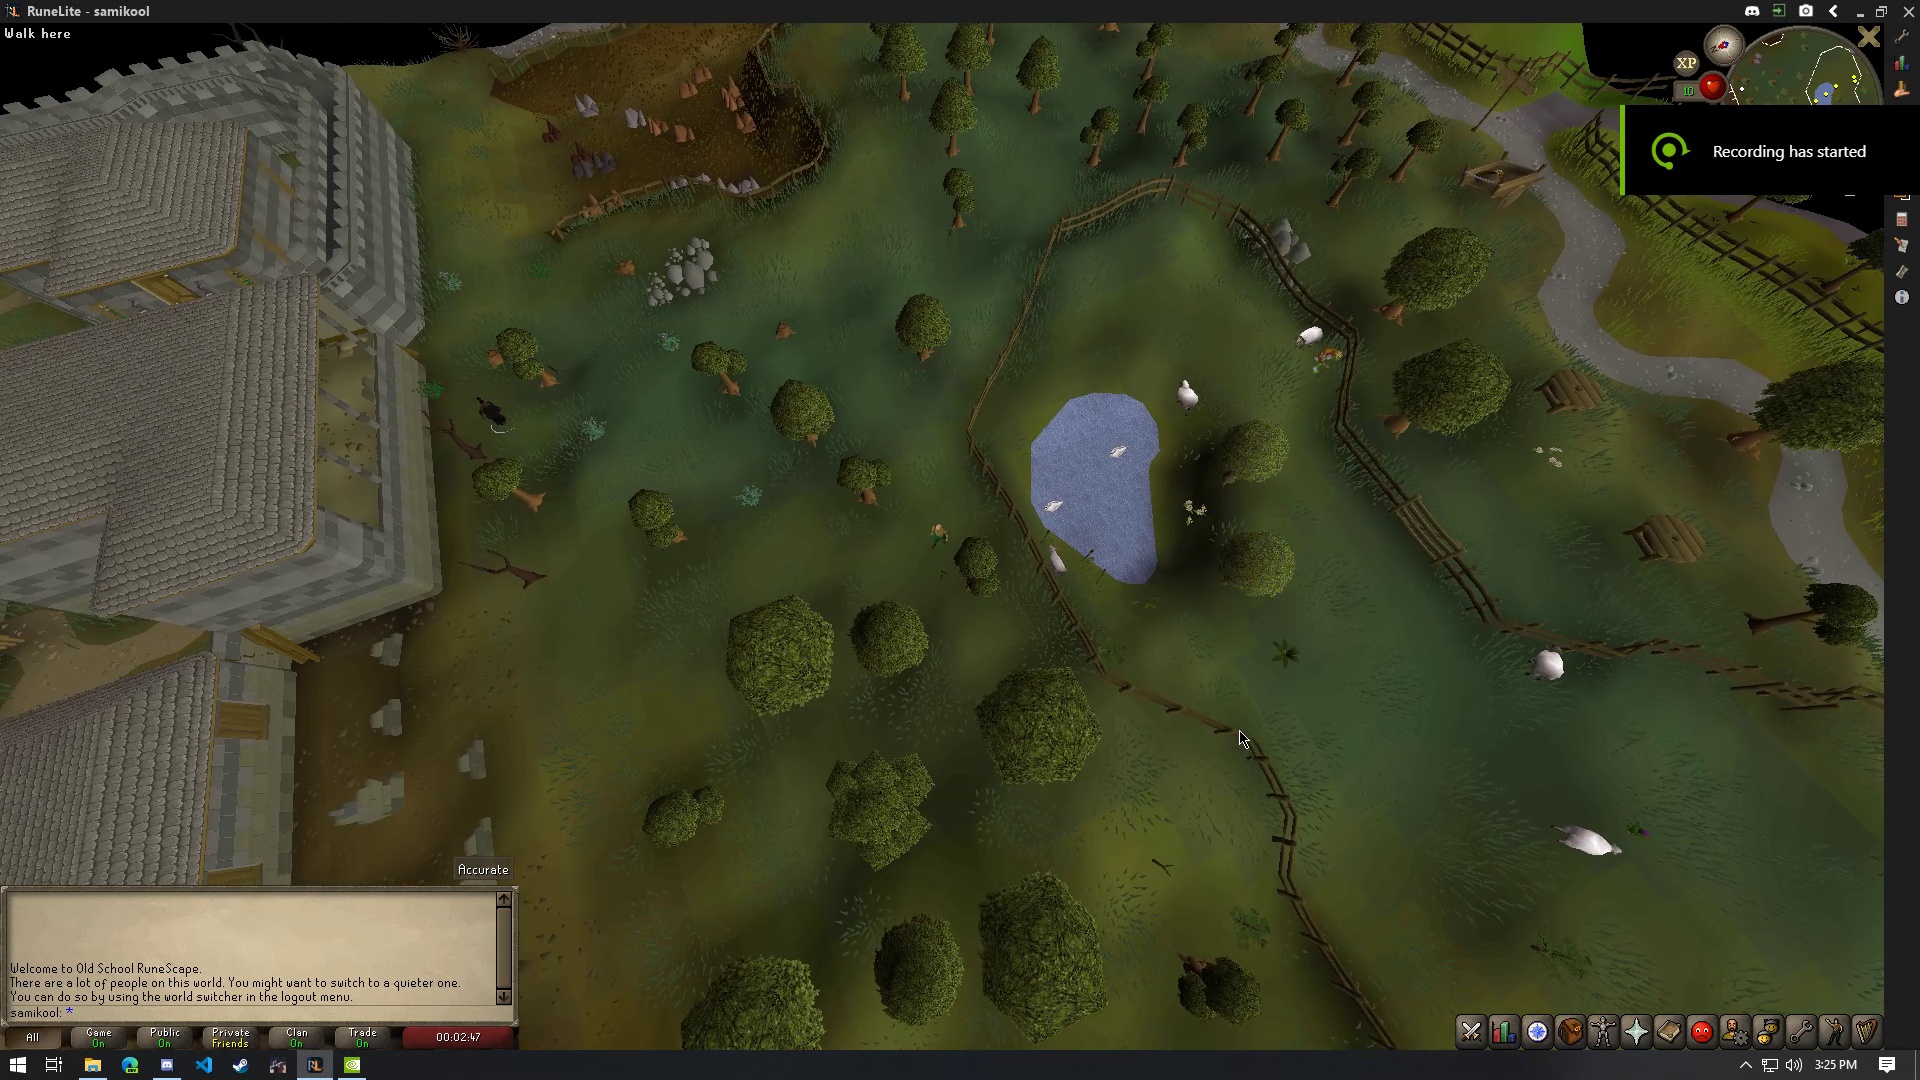 RuneLite - samikool
Walk here
XP
10
Recording has started
Accurate
Welcome to Old School RuneScape.
There are a lot of people on this world. You might want to switch to a quieter one.
You can do so by using the world switcher in the logout menu.
samikool: *
All
Game
On
Public
On
Private
Friends
Clan
On
Trade
On
00:02:47
3:25 PM